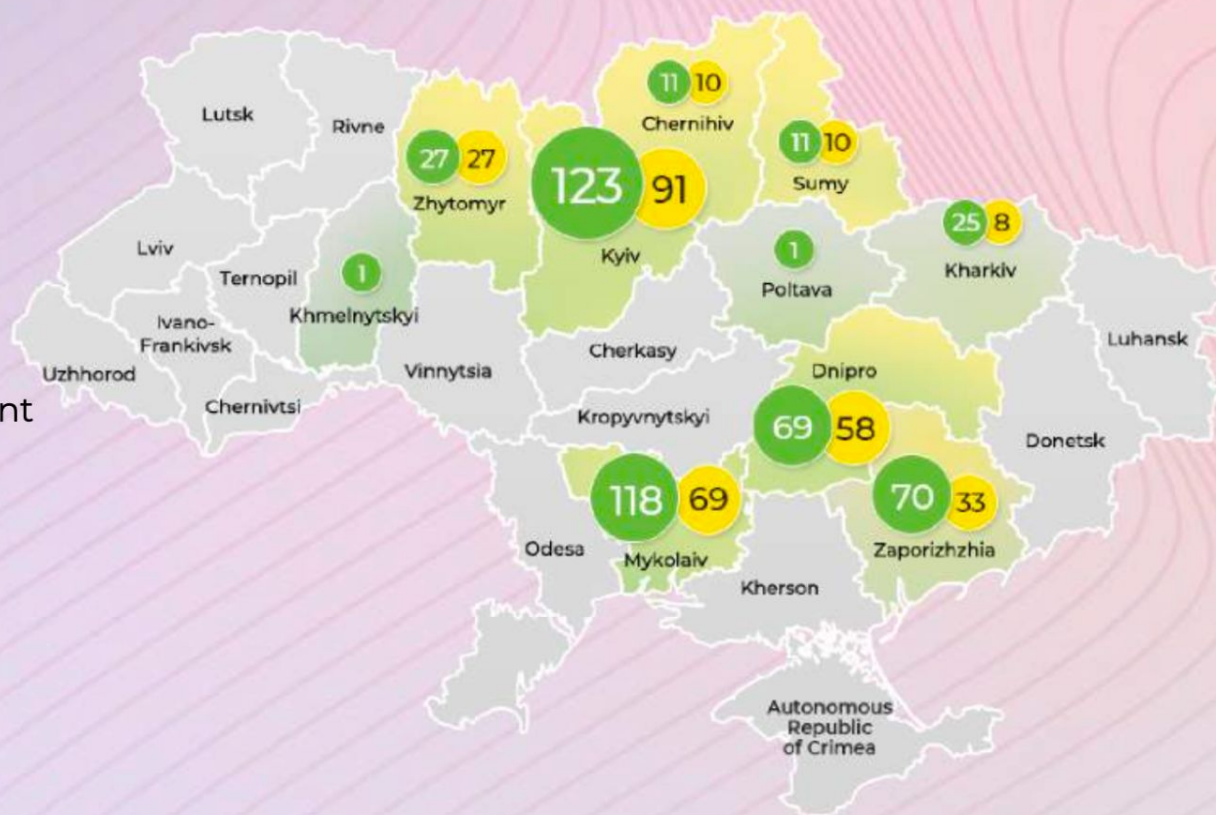 Lutsk
Rivne
27 27
Zhytomyr
11 10
Chernihiv
123 91
Kyiv
11 10
Sumy
25 8
Kharkiv
1
Poltava
Lviv
Ternopil
1
Khmelnytskyi
Ivano-
Frankivsk
Uzhhorod
Chernivtsi
Vinnytsia
Cherkasy
Kropyvnytskyi
Dnipro
69 58
Luhansk
Donetsk
nt
118 69
Mykolaiv
70 33
Zaporizhzhia
Odesa
Kherson
Autonomous
Republic
of Crimea